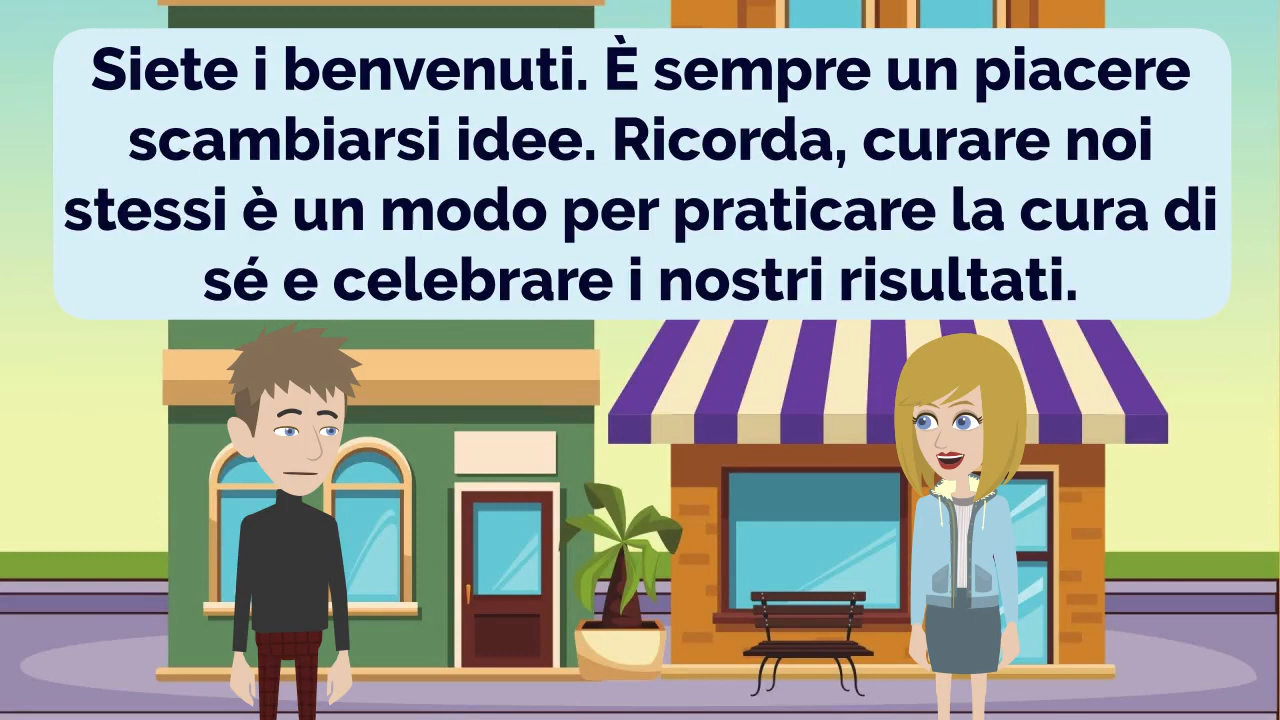 Siete i benvenuti. È sempre un piacere
scambiarsi idee. Ricorda, curare noi
stessi è un modo per praticare la cura di
sé e celebrare i nostri risultati.